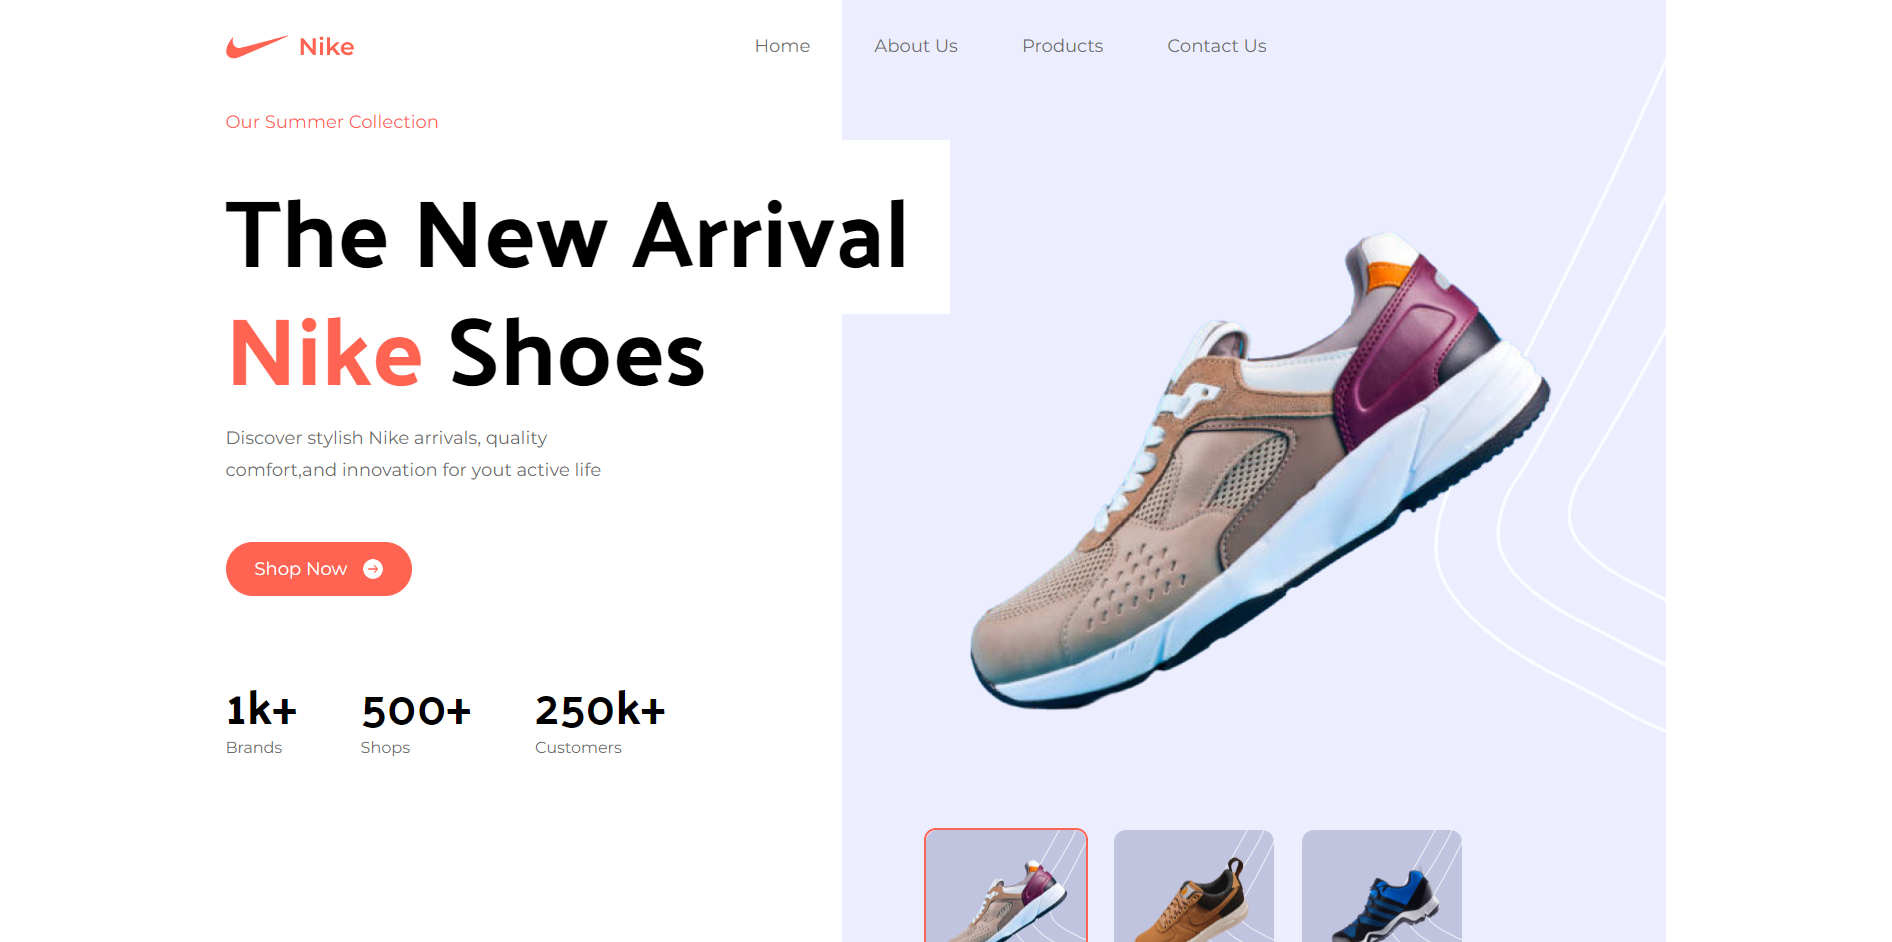 Nike
Home About Us Products Contact Us
Our Summer Collection
The New Arrival
Nike Shoes
Discover stylish Nike arrivals, quality
comfort,and innovation for yout active life
Shop Now
1k+ 500+ 250k+
Brands Shops Customers